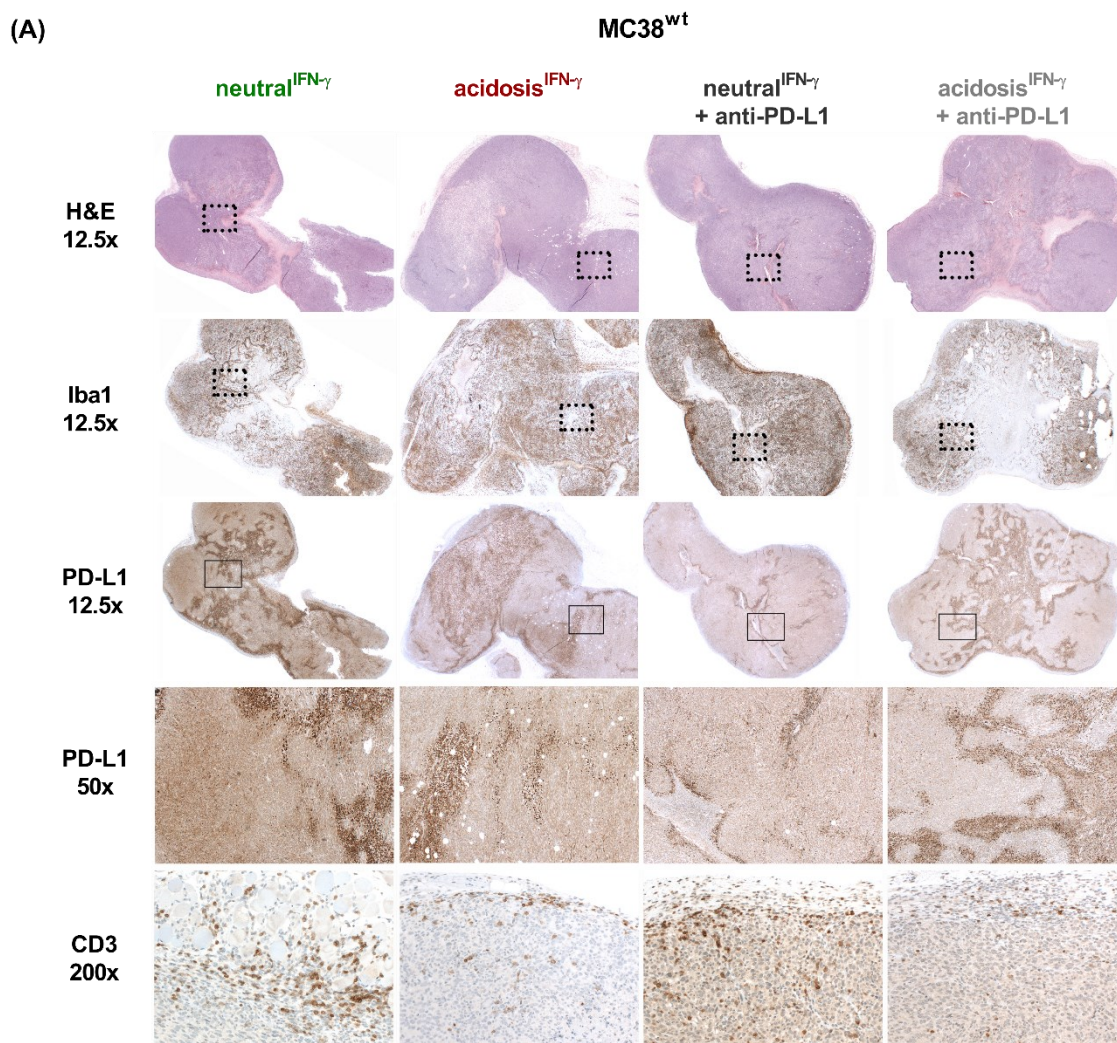 (A)
MC38ʷᵗ
neutralᴵᶠᴺ⁻ᵞ
acidosisᴵᶠᴺ⁻ᵞ
neutralᴵᶠᴺ⁻ᵞ
+ anti-PD-L1
acidosisᴵᶠᴺ⁻ᵞ
+ anti-PD-L1
H&E
12.5x
Iba1
12.5x
PD-L1
12.5x
PD-L1
50x
CD3
200x